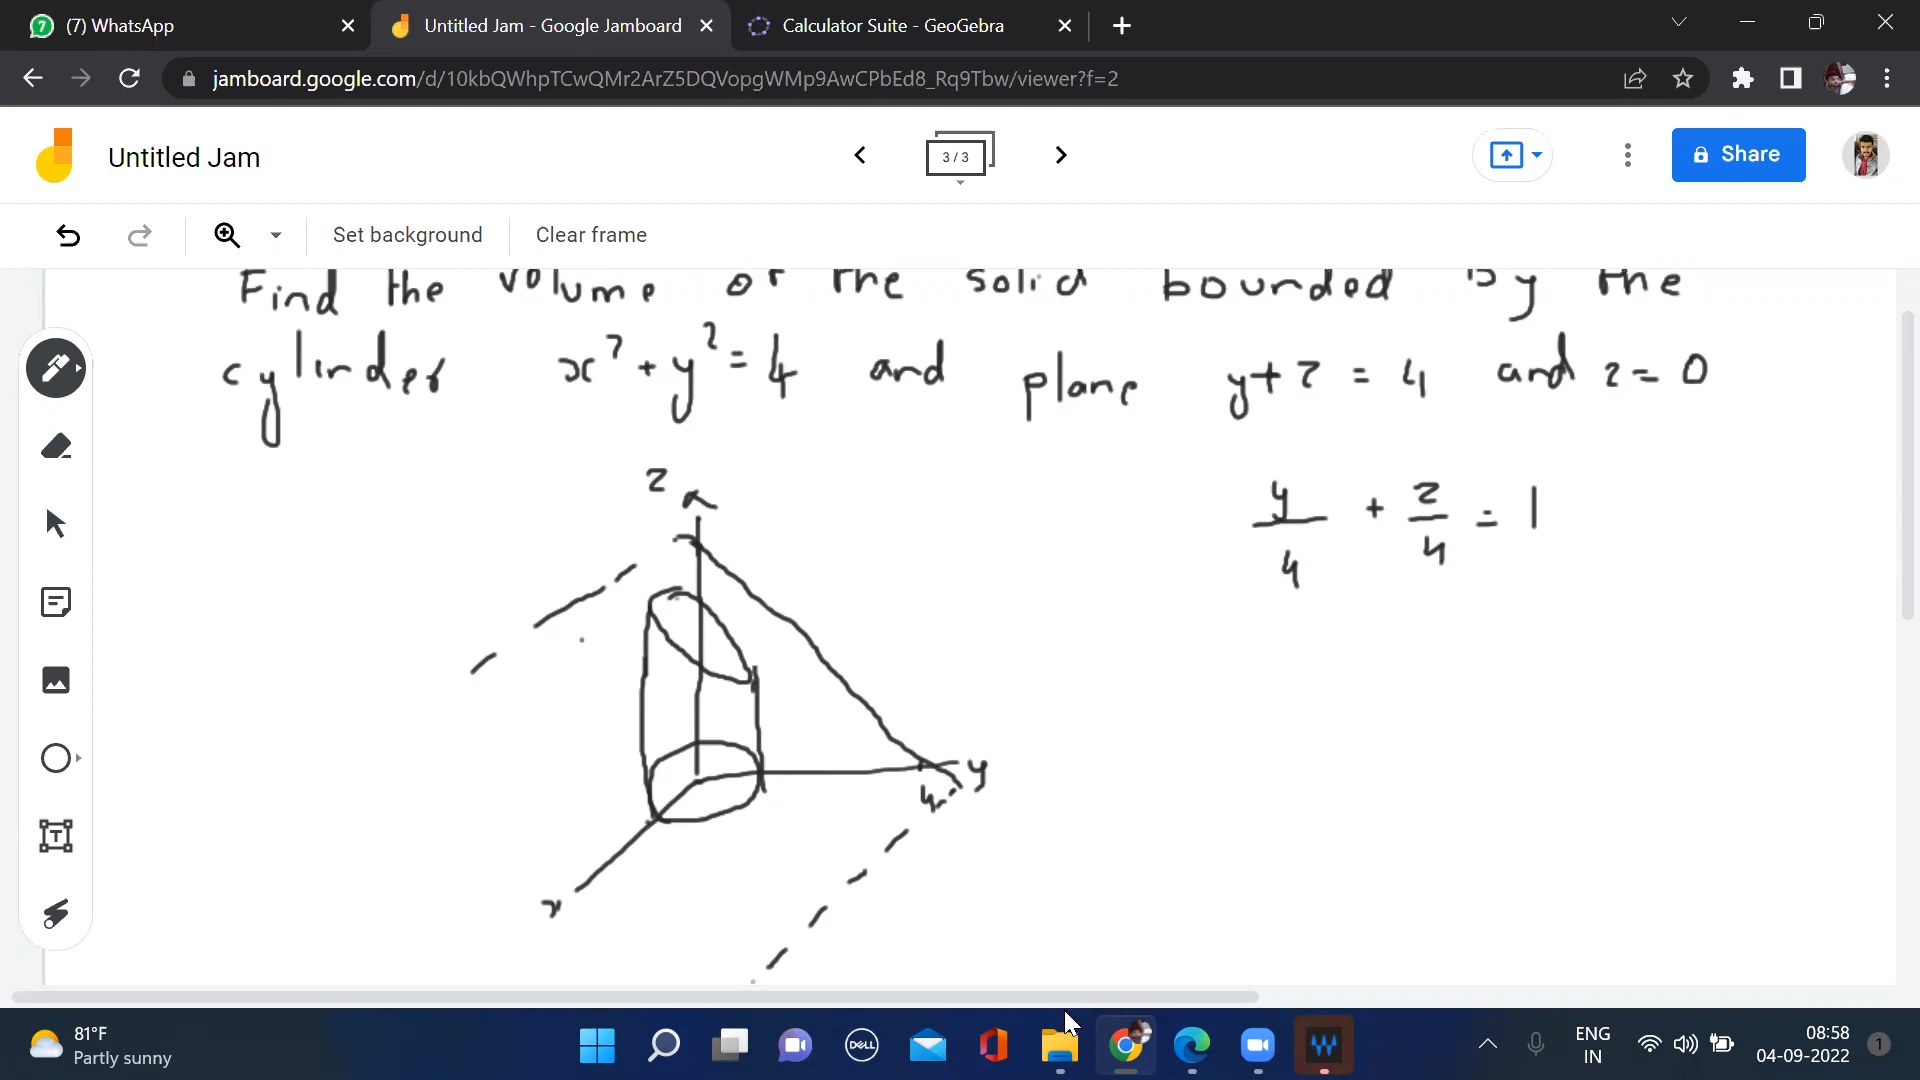 (7) WhatsApp
Untitled Jam - Google Jamboard
Calculator Suite - GeoGebra
jamboard.google.com/d/10kbQWhpTCwQMr2ArZ5DQVopgWMp9AwCPbEd8_Rq9Tbw/viewer?f=2
Untitled Jam
3 / 3
Share
Set background
Clear frame
Find the volume of the solid bounded by the
cylinder x² + y² = 4 and plane y + z = 4 and z = 0
z
y/4 + z/4 = 1
y
4
x
81°F
Partly sunny
DELL
ENG
IN
08:58
04-09-2022
1